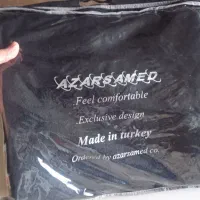 AZARSAMED
Feel comfortable
.Exclusive design
Made in turkey
Ordered by azarsamed co.